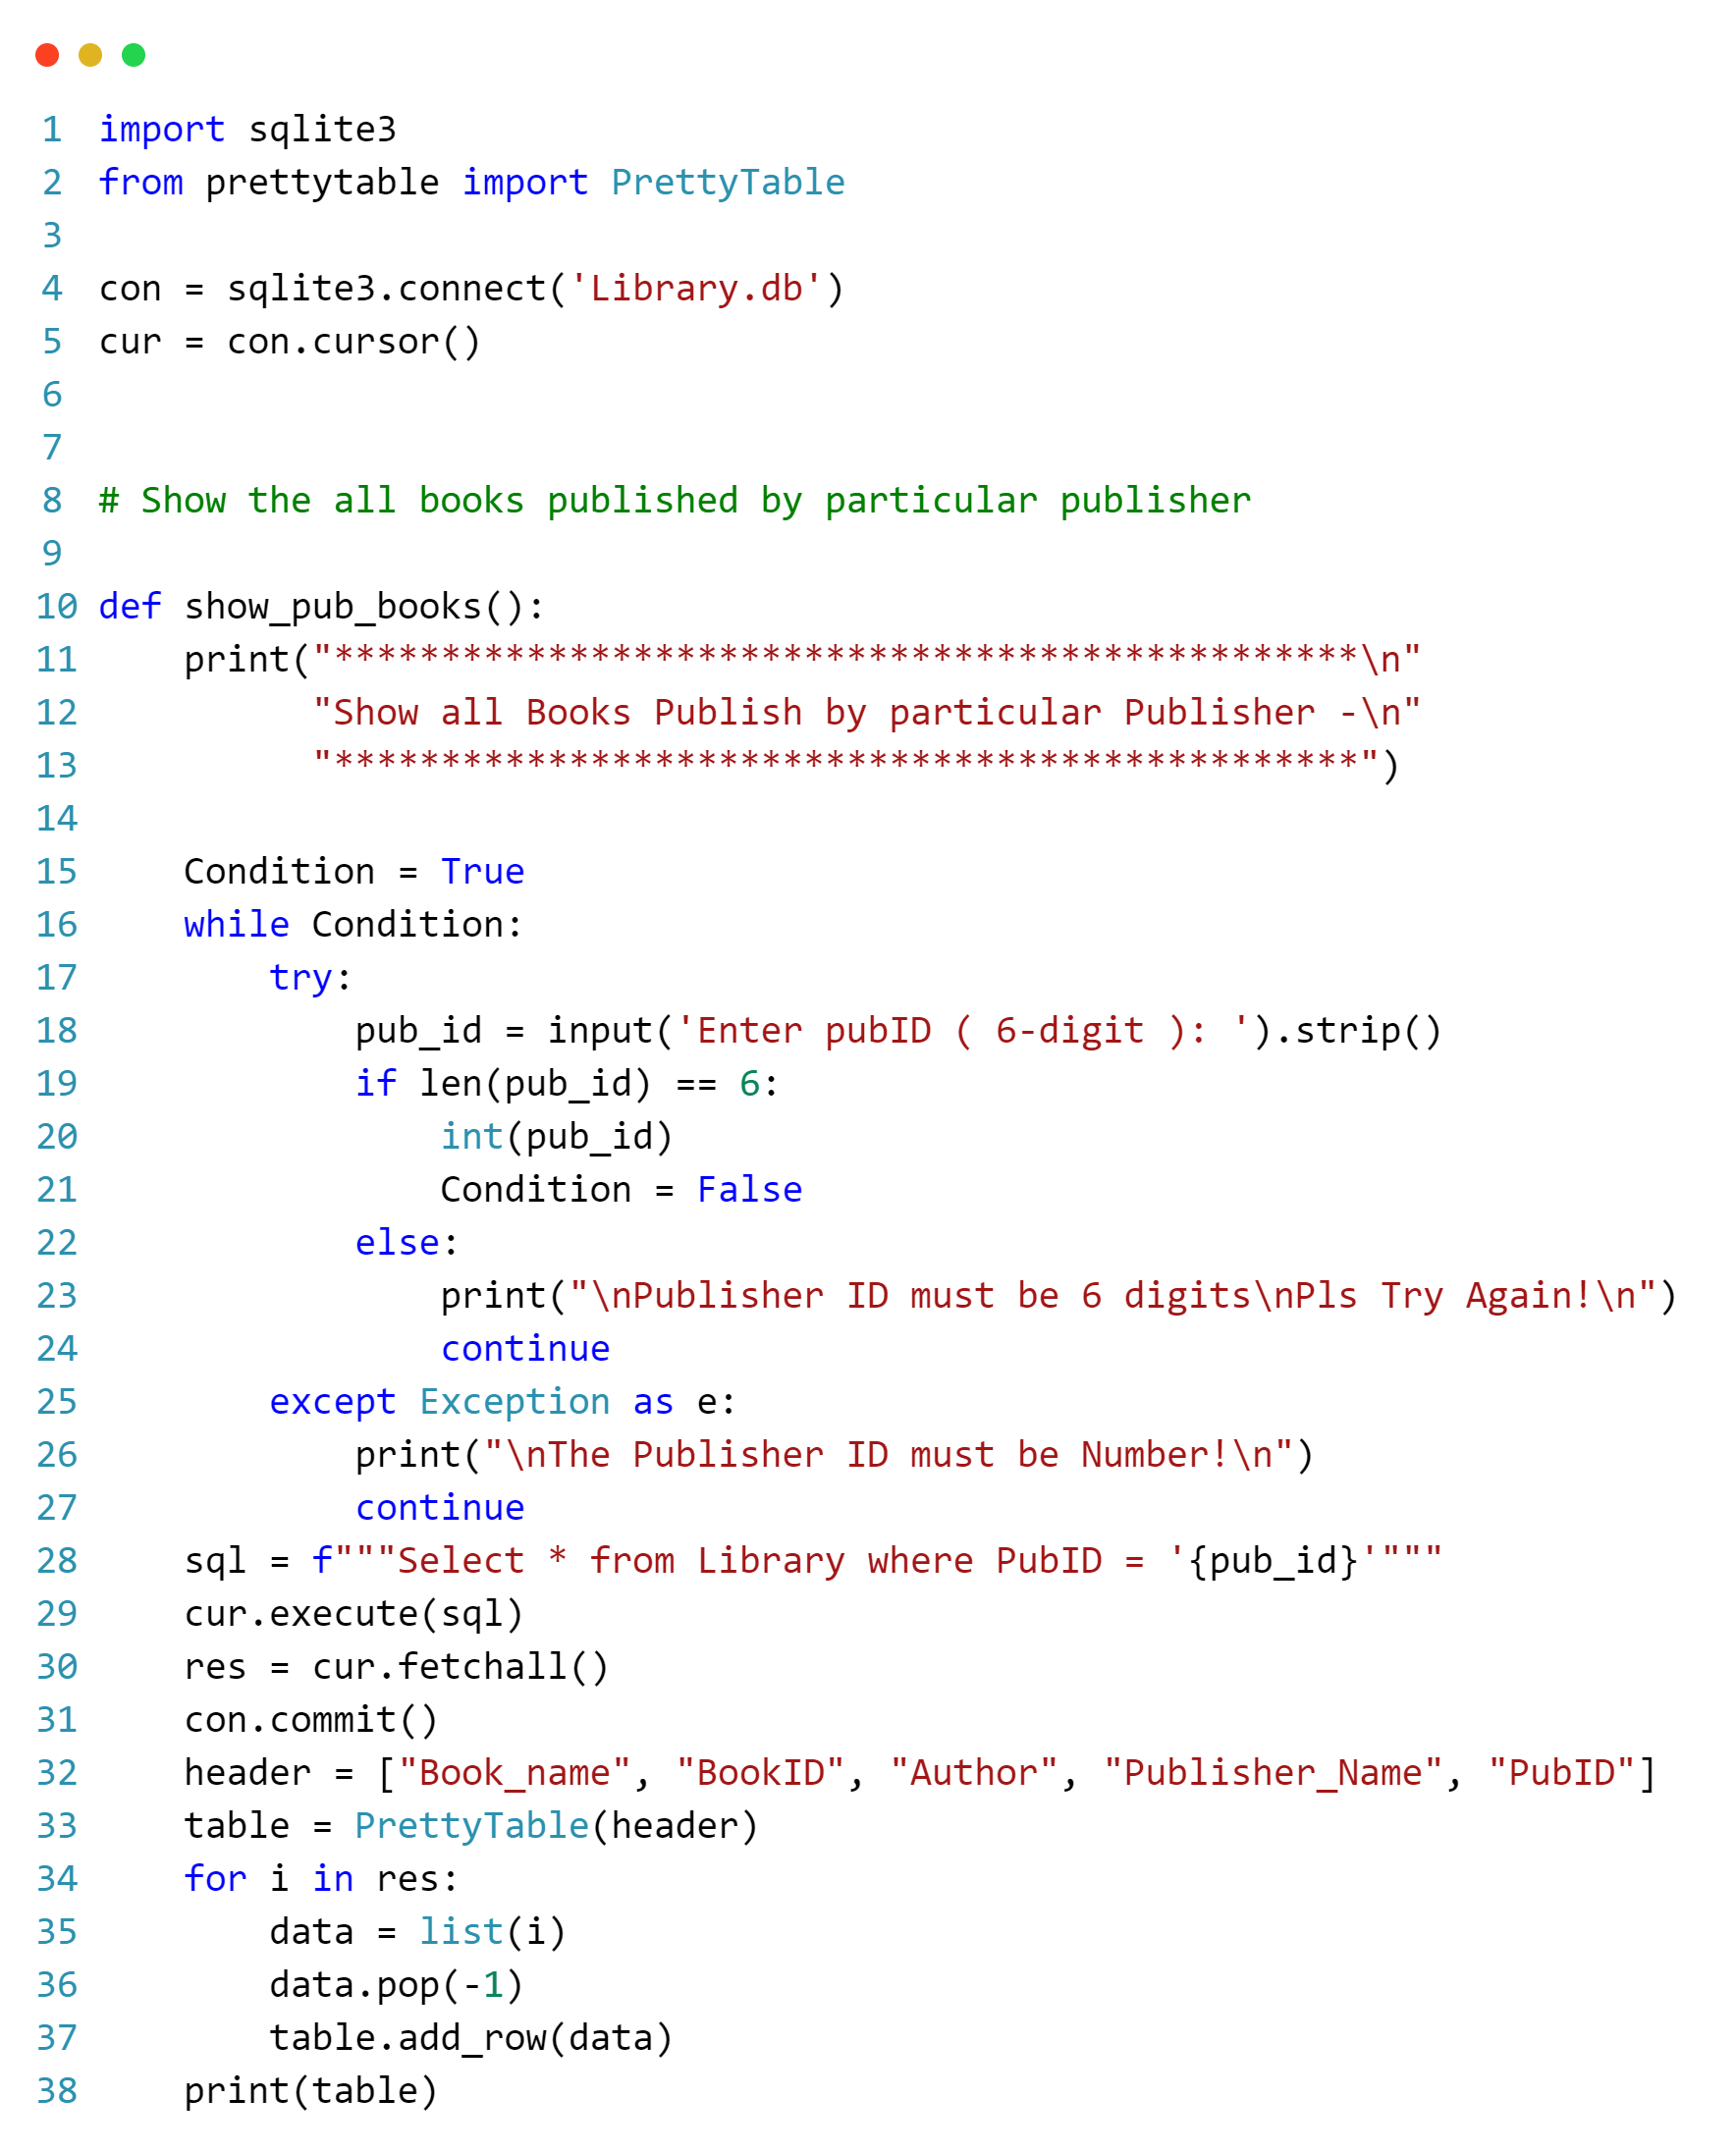 1 import sqlite3
2 from prettytable import PrettyTable
3
4 con = sqlite3.connect('Library.db')
5 cur = con.cursor()
6
7
8 # Show the all books published by particular publisher
9
10 def show_pub_books():
11     print("************************************************\n"
12           "Show all Books Publish by particular Publisher -\n"
13           "************************************************")
14
15     Condition = True
16     while Condition:
17         try:
18             pub_id = input('Enter pubID ( 6-digit ): ').strip()
19             if len(pub_id) == 6:
20                 int(pub_id)
21                 Condition = False
22             else:
23                 print("\nPublisher ID must be 6 digits\nPls Try Again!\n")
24                 continue
25         except Exception as e:
26             print("\nThe Publisher ID must be Number!\n")
27             continue
28     sql = f"""Select * from Library where PubID = '{pub_id}'"""
29     cur.execute(sql)
30     res = cur.fetchall()
31     con.commit()
32     header = ["Book_name", "BookID", "Author", "Publisher_Name", "PubID"]
33     table = PrettyTable(header)
34     for i in res:
35         data = list(i)
36         data.pop(-1)
37         table.add_row(data)
38     print(table)